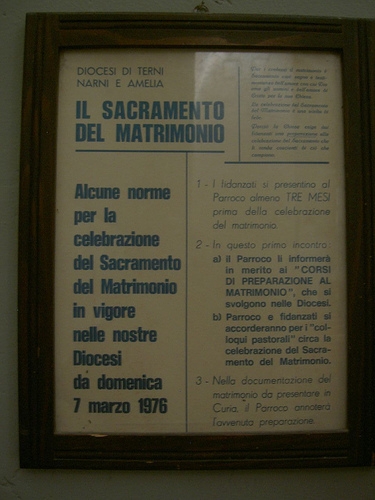 DIOCESI DI TERNI
NARNI E AMELIA
IL SACRAMENTO
DEL MATRIMONIO
Alcune norme
per la
celebrazione
del Sacramento
del Matrimonio
in vigore
nelle nostre
Diocesi
da domenica
7 marzo 1976
1 - I fidanzati si presentino al
Parroco almeno TRE MESI
prima della celebrazione
del matrimonio.
2 - In questo primo incontro:
a) il Parroco li informerà
in merito ai "CORSI
DI PREPARAZIONE AL
MATRIMONIO", che si
svolgono nelle Diocesi.
b) Parroco e fidanzati si
accorderanno per i "col-
loqui pastorali" circa la
celebrazione del Sacra-
mento del Matrimonio.
3 - Nella documentazione del
matrimonio da presentare in
Curia, il Parroco annoterà
l'avvenuta preparazione.